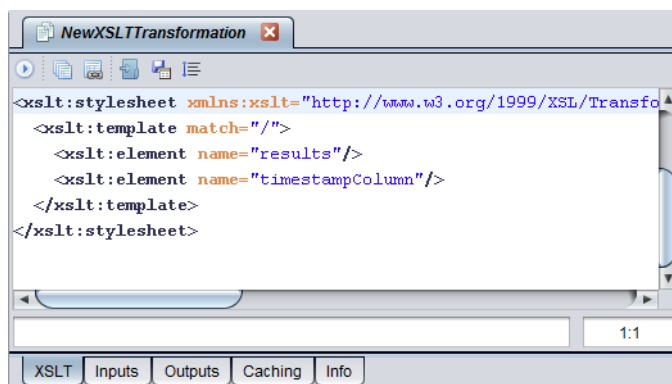 NewXSLTTransformation
<xslt:stylesheet xmlns:xslt="http://www.w3.org/1999/XSL/Transfo
<xslt:template match="/">
<xslt:element name="results"/>
<xslt:element name="timestampColumn"/>
</xslt:template>
</xslt:stylesheet>
1:1
XSLT Inputs Outputs Caching Info